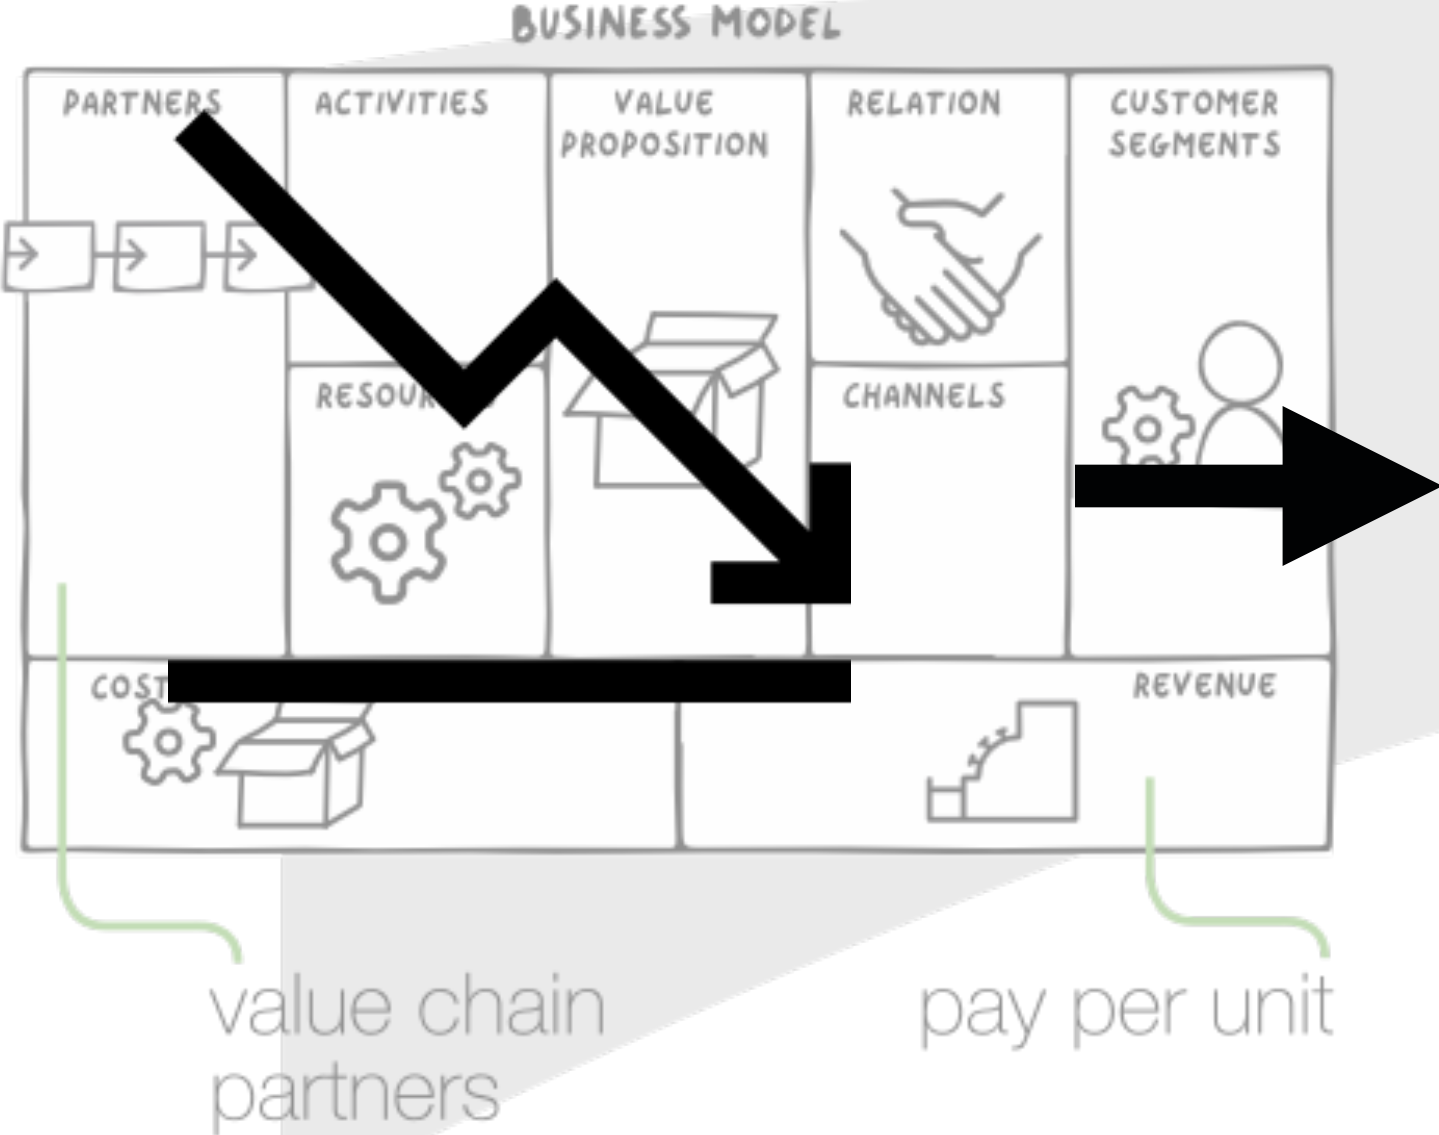 BUSINESS MODEL
PARTNERS
ACTIVITIES
VALUE
PROPOSITION
RELATION
CUSTOMER
SEGMENTS
CHANNELS
REVENUE
value chain
partners
pay per unit